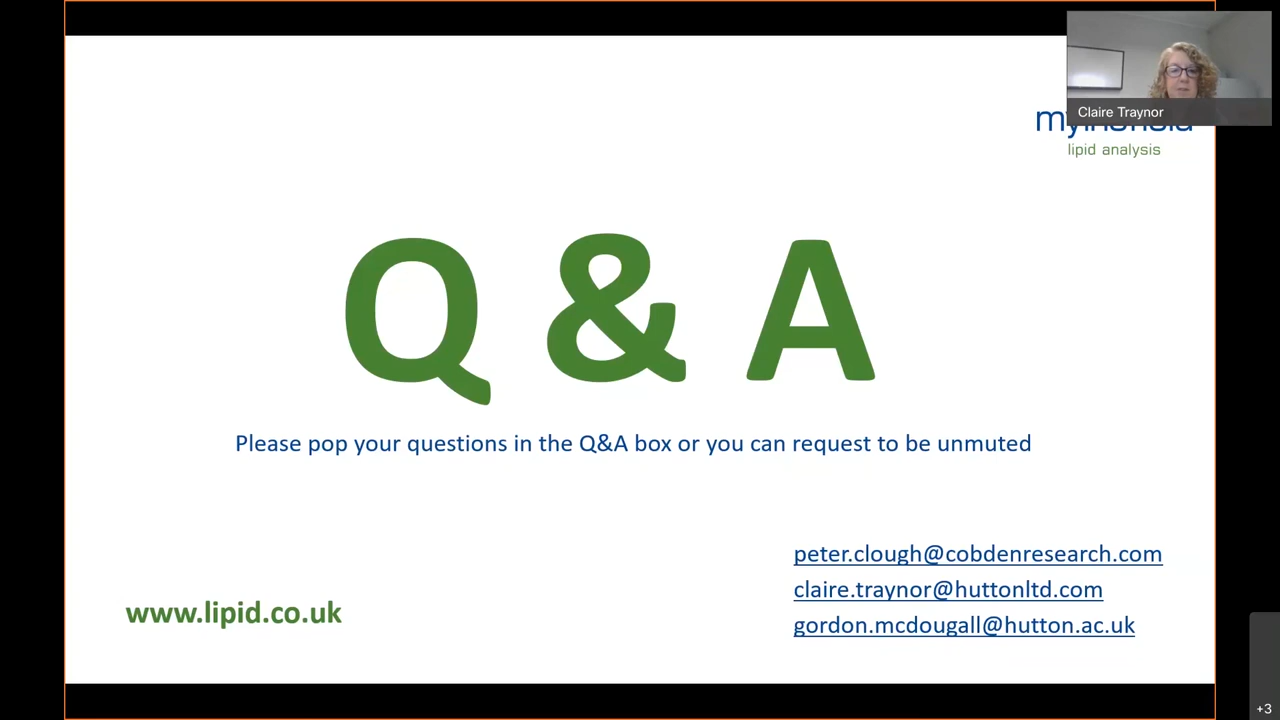 Claire Traynor
lipid analysis
Q & A
Please pop your questions in the Q&A box or you can request to be unmuted
peter.clough@cobdenresearch.com
claire.traynor@huttonltd.com
www.lipid.co.uk
gordon.mcdougall@hutton.ac.uk
+3